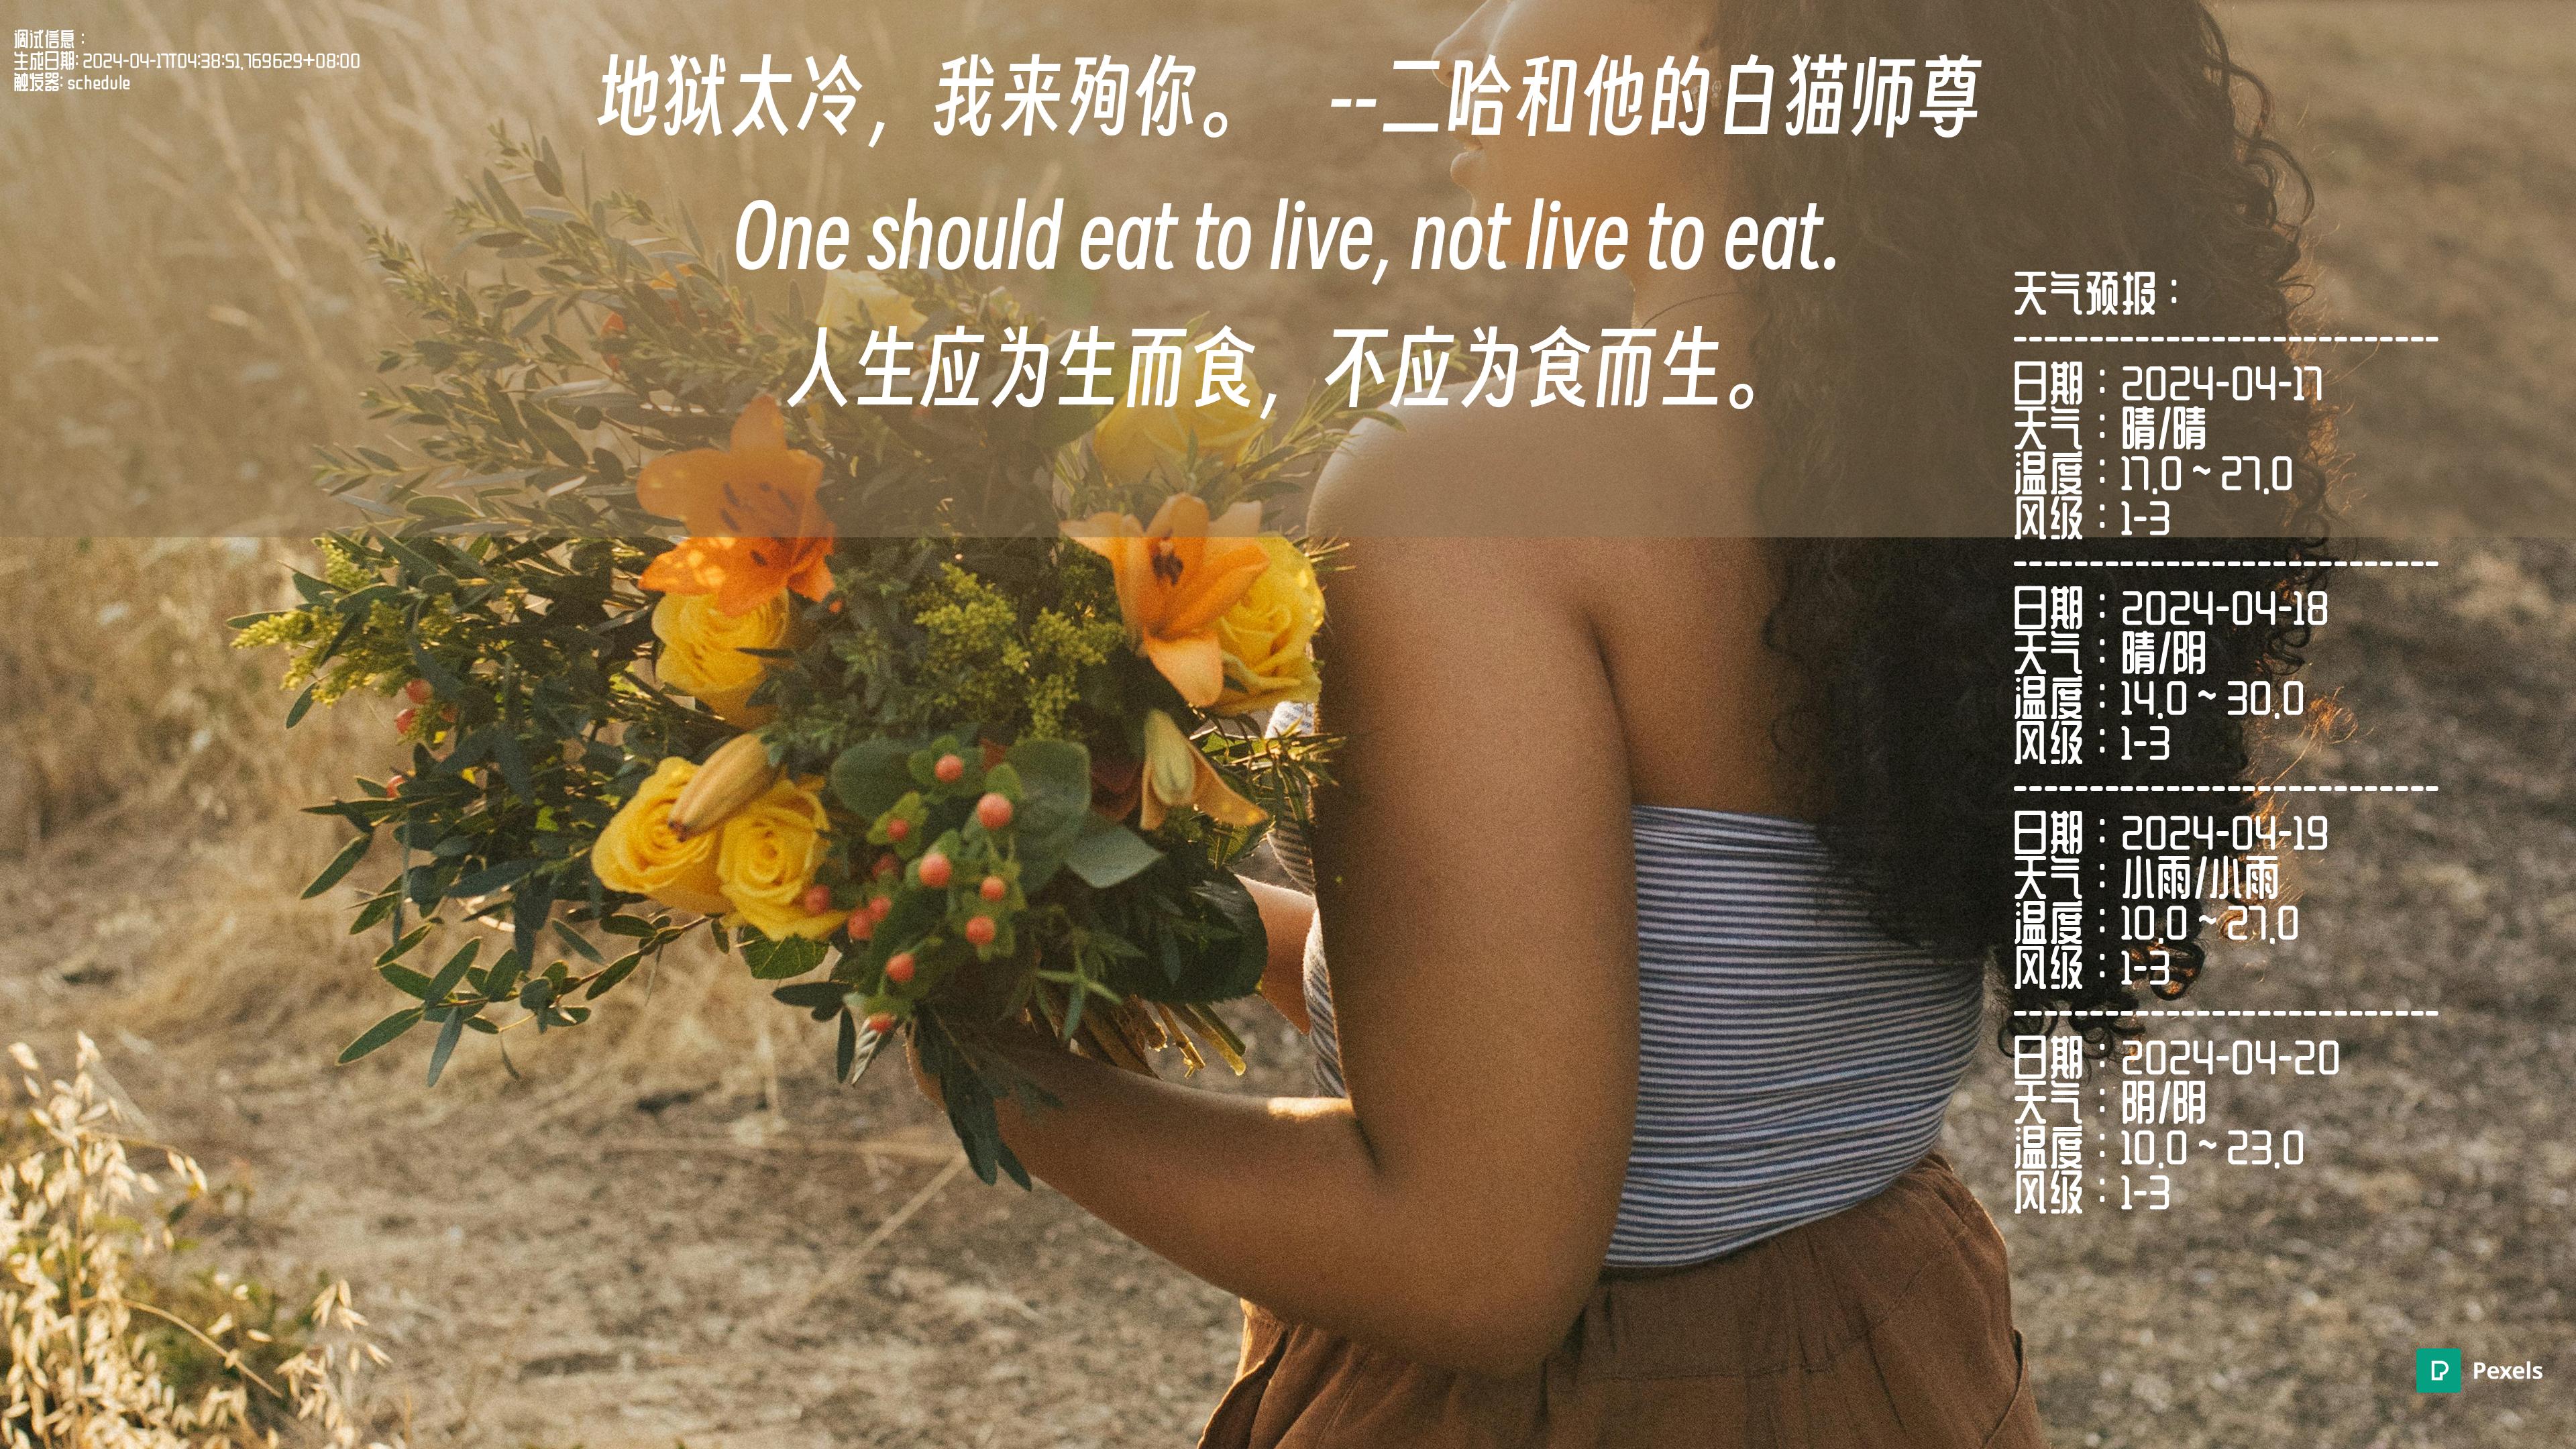 调试信息：
生成日期: 2024-04-17T04:38:51.769629+08:00
触发器: schedule
地狱太冷，我来殉你。 --二哈和他的白猫师尊
One should eat to live, not live to eat.
人生应为生而食，不应为食而生。
天气预报：
----------------------------
日期：2024-04-17
天气：晴/晴
温度：17.0 ~ 27.0
风级：1-3
----------------------------
日期：2024-04-18
天气：晴/阴
温度：14.0 ~ 30.0
风级：1-3
----------------------------
日期：2024-04-19
天气：小雨/小雨
温度：10.0 ~ 27.0
风级：1-3
----------------------------
日期：2024-04-20
天气：阴/阴
温度：10.0 ~ 23.0
风级：1-3
Pexels